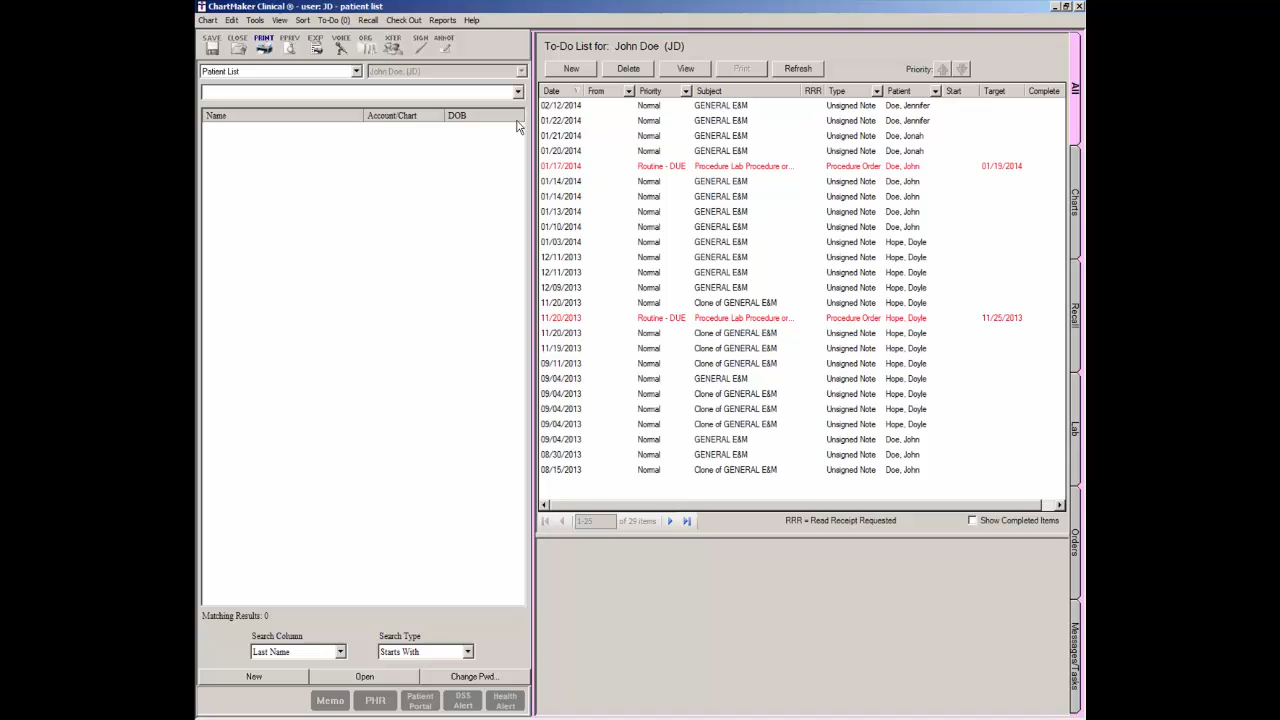 ChartMaker Clinical ® - user: JD - patient list
Chart Edit Tools View Sort To-Do (0) Recall Check Out Reports Help
SAVE CLOSE PRINT PREV EXP VOICE ORG XFER SIGN ANNOT
Patient List John Doe, (JD)
Name Account/Chart DOB
Matching Results: 0
Search Column Search Type
Last Name Starts With
New Open Change Pwd...
Memo PHR Patient Portal DSS Alert Health Alert
To-Do List for: John Doe (JD)
New Delete View Print Refresh Priority:
Date From Priority Subject RRR Type Patient Start Target Complete
02/12/2014 Normal GENERAL E&M Unsigned Note Doe, Jennifer
01/22/2014 Normal GENERAL E&M Unsigned Note Doe, Jennifer
01/21/2014 Normal GENERAL E&M Unsigned Note Doe, Jonah
01/20/2014 Normal GENERAL E&M Unsigned Note Doe, Jonah
01/17/2014 Routine - DUE Procedure Lab Procedure or... Procedure Order Doe, John 01/19/2014
01/14/2014 Normal GENERAL E&M Unsigned Note Doe, John
01/14/2014 Normal GENERAL E&M Unsigned Note Doe, John
01/13/2014 Normal GENERAL E&M Unsigned Note Doe, John
01/10/2014 Normal GENERAL E&M Unsigned Note Doe, John
01/03/2014 Normal GENERAL E&M Unsigned Note Hope, Doyle
12/11/2013 Normal GENERAL E&M Unsigned Note Hope, Doyle
12/11/2013 Normal GENERAL E&M Unsigned Note Hope, Doyle
12/09/2013 Normal GENERAL E&M Unsigned Note Hope, Doyle
11/20/2013 Normal Clone of GENERAL E&M Unsigned Note Hope, Doyle
11/20/2013 Routine - DUE Procedure Lab Procedure or... Procedure Order Hope, Doyle 11/25/2013
11/20/2013 Normal Clone of GENERAL E&M Unsigned Note Hope, Doyle
11/19/2013 Normal Clone of GENERAL E&M Unsigned Note Hope, Doyle
09/11/2013 Normal Clone of GENERAL E&M Unsigned Note Hope, Doyle
09/04/2013 Normal GENERAL E&M Unsigned Note Hope, Doyle
09/04/2013 Normal Clone of GENERAL E&M Unsigned Note Hope, Doyle
09/04/2013 Normal Clone of GENERAL E&M Unsigned Note Hope, Doyle
09/04/2013 Normal Clone of GENERAL E&M Unsigned Note Hope, Doyle
09/04/2013 Normal GENERAL E&M Unsigned Note Doe, John
08/30/2013 Normal GENERAL E&M Unsigned Note Doe, John
08/15/2013 Normal Clone of GENERAL E&M Unsigned Note Doe, John
1-25 of 29 items RRR = Read Receipt Requested Show Completed Items
All
Charts
Recall
Lab
Orders
Messages/Tasks